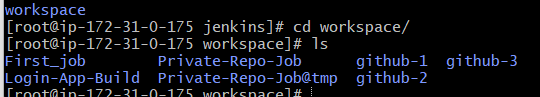 workspace
[root@ip-172-31-0-175 jenkins]# cd workspace/
[root@ip-172-31-0-175 workspace]# ls
First_job Private-Repo-Job github-1 github-3
Login-App-Build Private-Repo-Job@tmp github-2
[root@ip-172-31-0-175 workspace]#